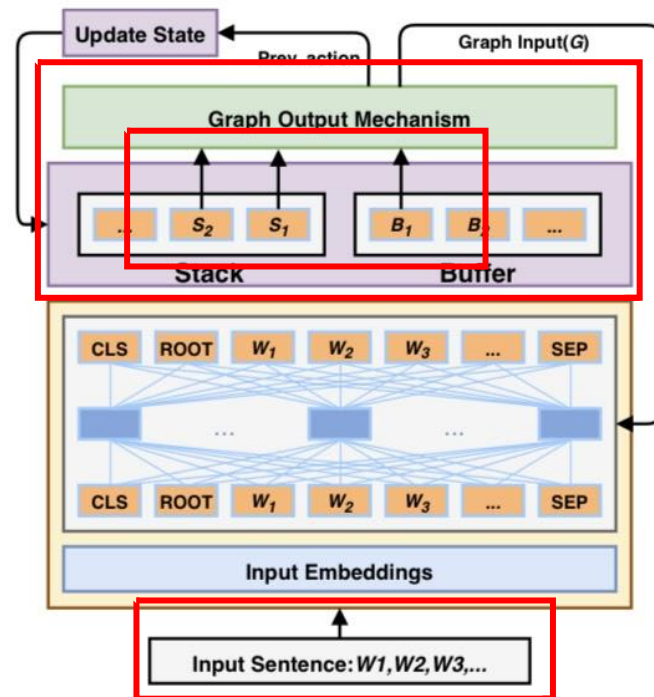 Update State
Prev. action
Graph Input(G)
Graph Output Mechanism
... S2 S1 B1 B2 ...
Stack Buffer
CLS ROOT W1 W2 W3 ... SEP
... ...
CLS ROOT W1 W2 W3 ... SEP
Input Embeddings
Input Sentence: W1,W2,W3,...